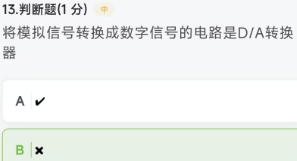 13.判断题(1 分) 中
将模拟信号转换成数字信号的电路是D/A转换
器
A ✔
B ✖